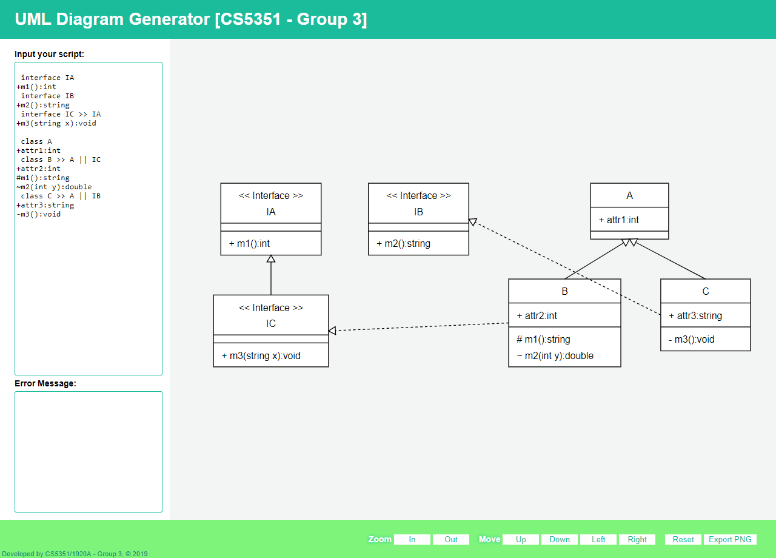 UML Diagram Generator [CS5351 - Group 3]
Input your script:
interface IA
+m1():int
interface IB
+m2():string
interface IC >> IA
+m3(string x):void
class A
+attr1:int
class B >> A || IC
+attr2:int
#m1():string
~m2(int y):double
class C >> A || IB
+attr3:string
-m3():void
Error Message:
<< Interface >>
IA
+ m1():int
<< Interface >>
IB
+ m2():string
A
+ attr1:int
<< Interface >>
IC
+ m3(string x):void
B
+ attr2:int
# m1():string
~ m2(int y):double
C
+ attr3:string
- m3():void
Zoom In Out Move Up Down Left Right Reset Export PNG
Developed by CS5351/1920A - Group 3, © 2019